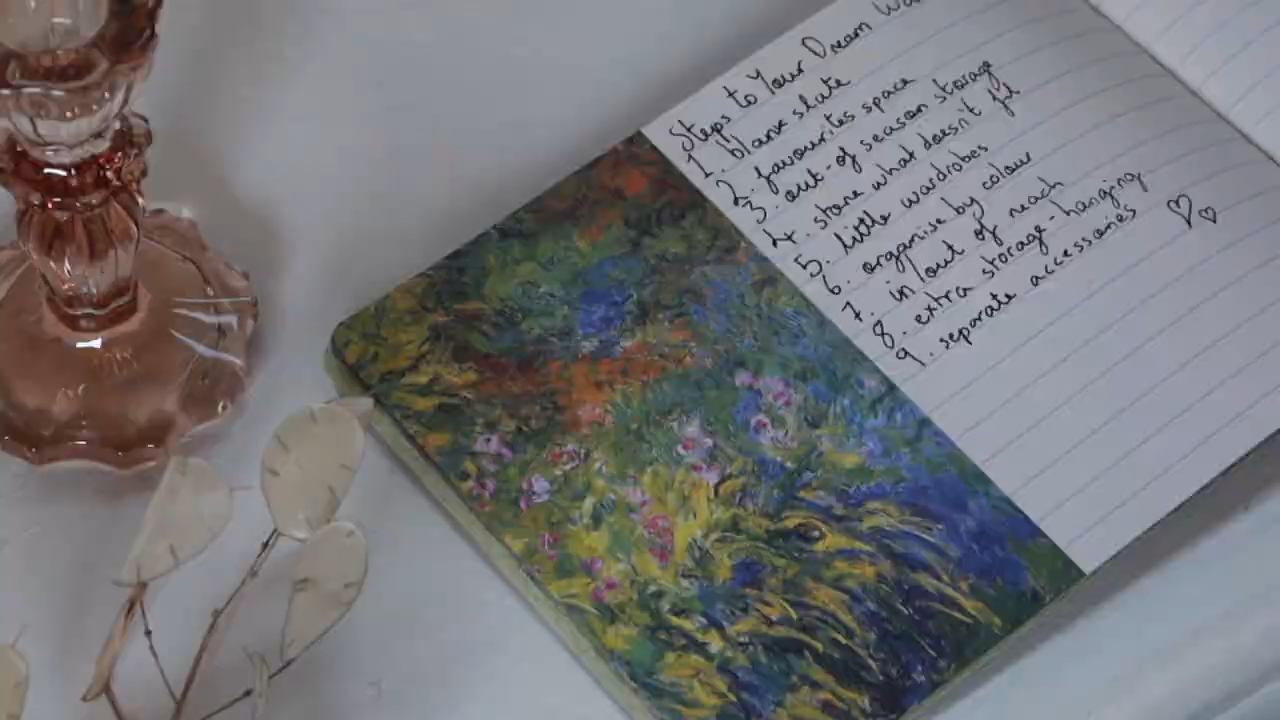 Steps to Your Dream
1. blank slate
2. favourites space
3. out-of season storage
4. store what doesn't fit
5. little wardrobes
6. organise by colour
7. in/out of reach
8. extra storage-hanging
9. separate accessories